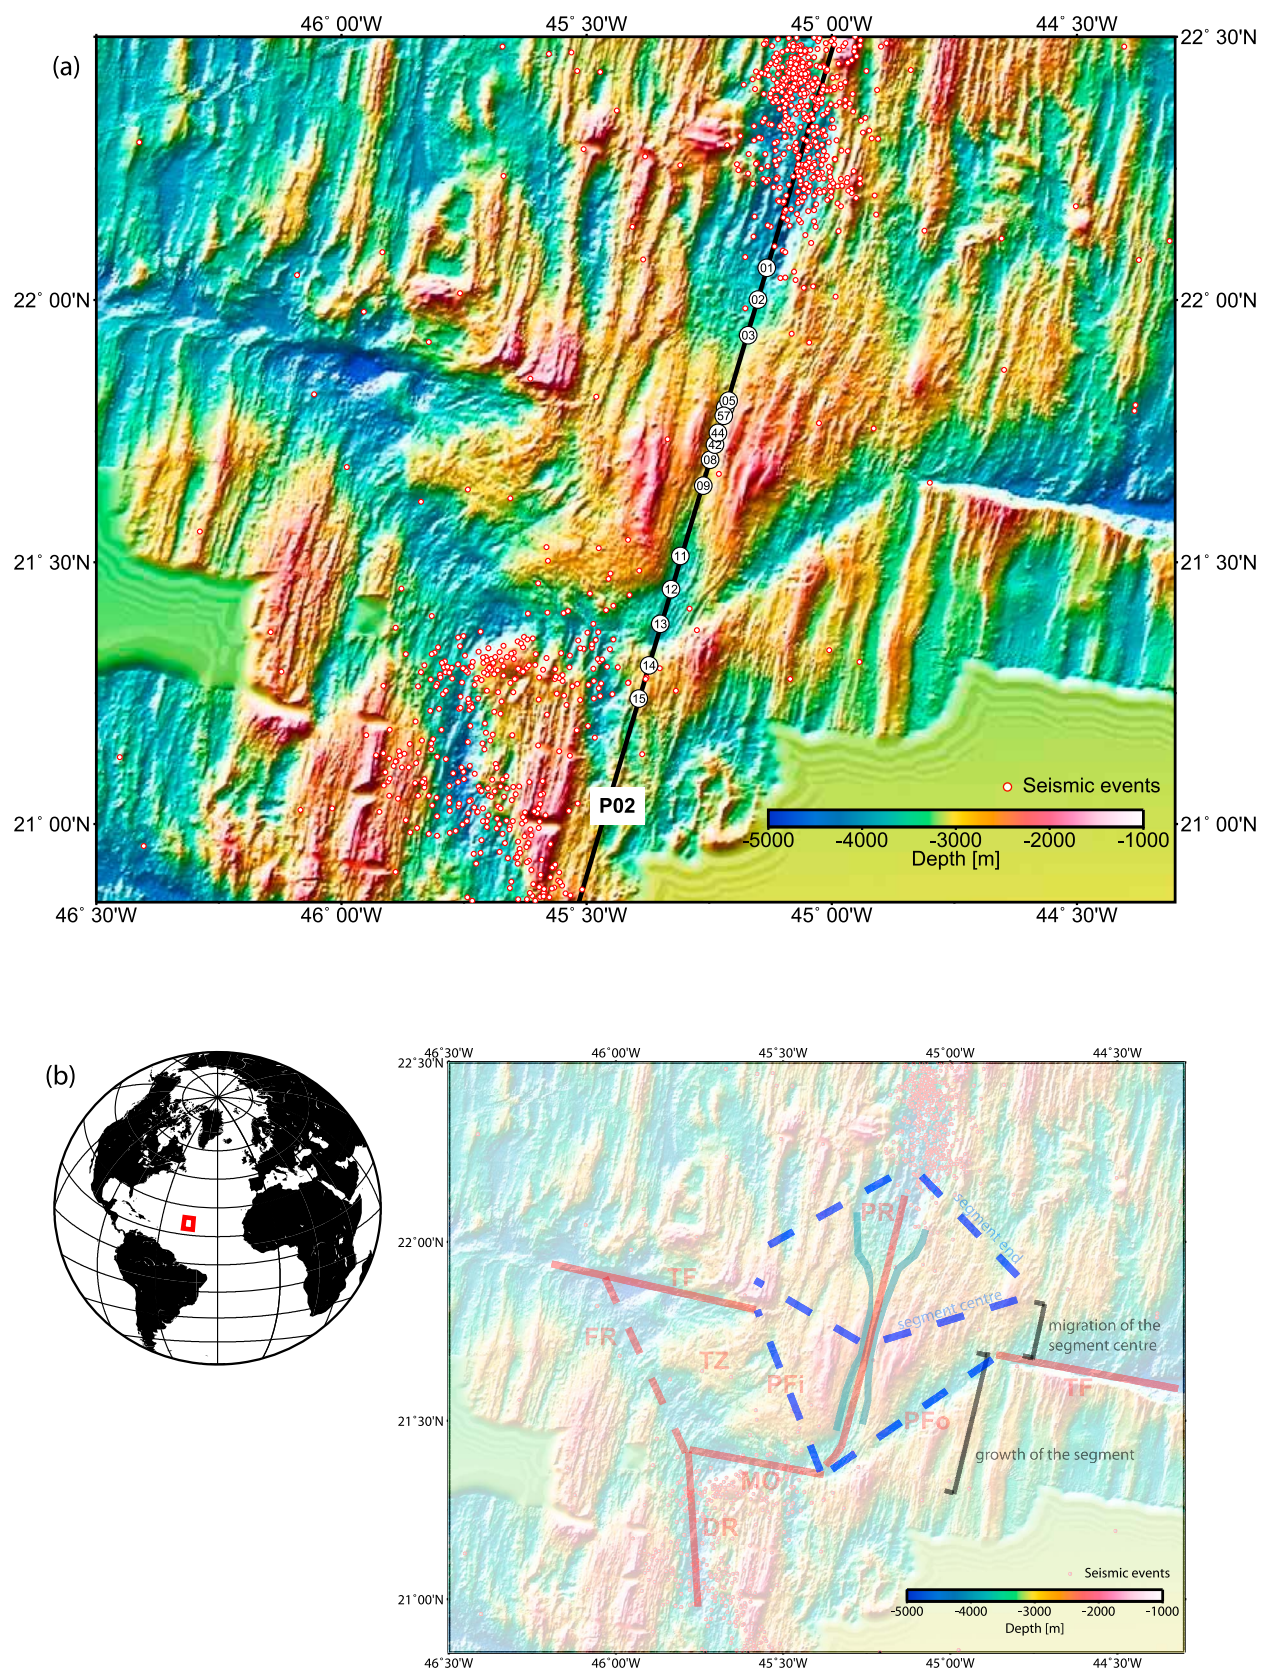 46° 00'W 45° 30'W 45° 00'W 44° 30'W
22° 30'N
(a)
01
02
22° 00'N 22° 00'N
03
05
57
44
42
08
09
21° 30'N 21° 30'N
11
12
13
14
15
Seismic events
P02
21° 00'N 21° 00'N
-5000 -4000 -3000 -2000 -1000
Depth [m]
46° 30'W 46° 00'W 45° 30'W 45° 00'W 44° 30'W
(b)
46°30'W 46°00'W 45°30'W 45°00'W 44°30'W
22°30'N
segment end
PR
22°00'N
TF
segment centre
migration of the
segment centre
FR
TZ
PFi
TF
PFo
21°30'N
growth of the segment
MO
DR
Seismic events
21°00'N
-5000 -4000 -3000 -2000 -1000
Depth [m]
46°30'W 46°00'W 45°30'W 45°00'W 44°30'W